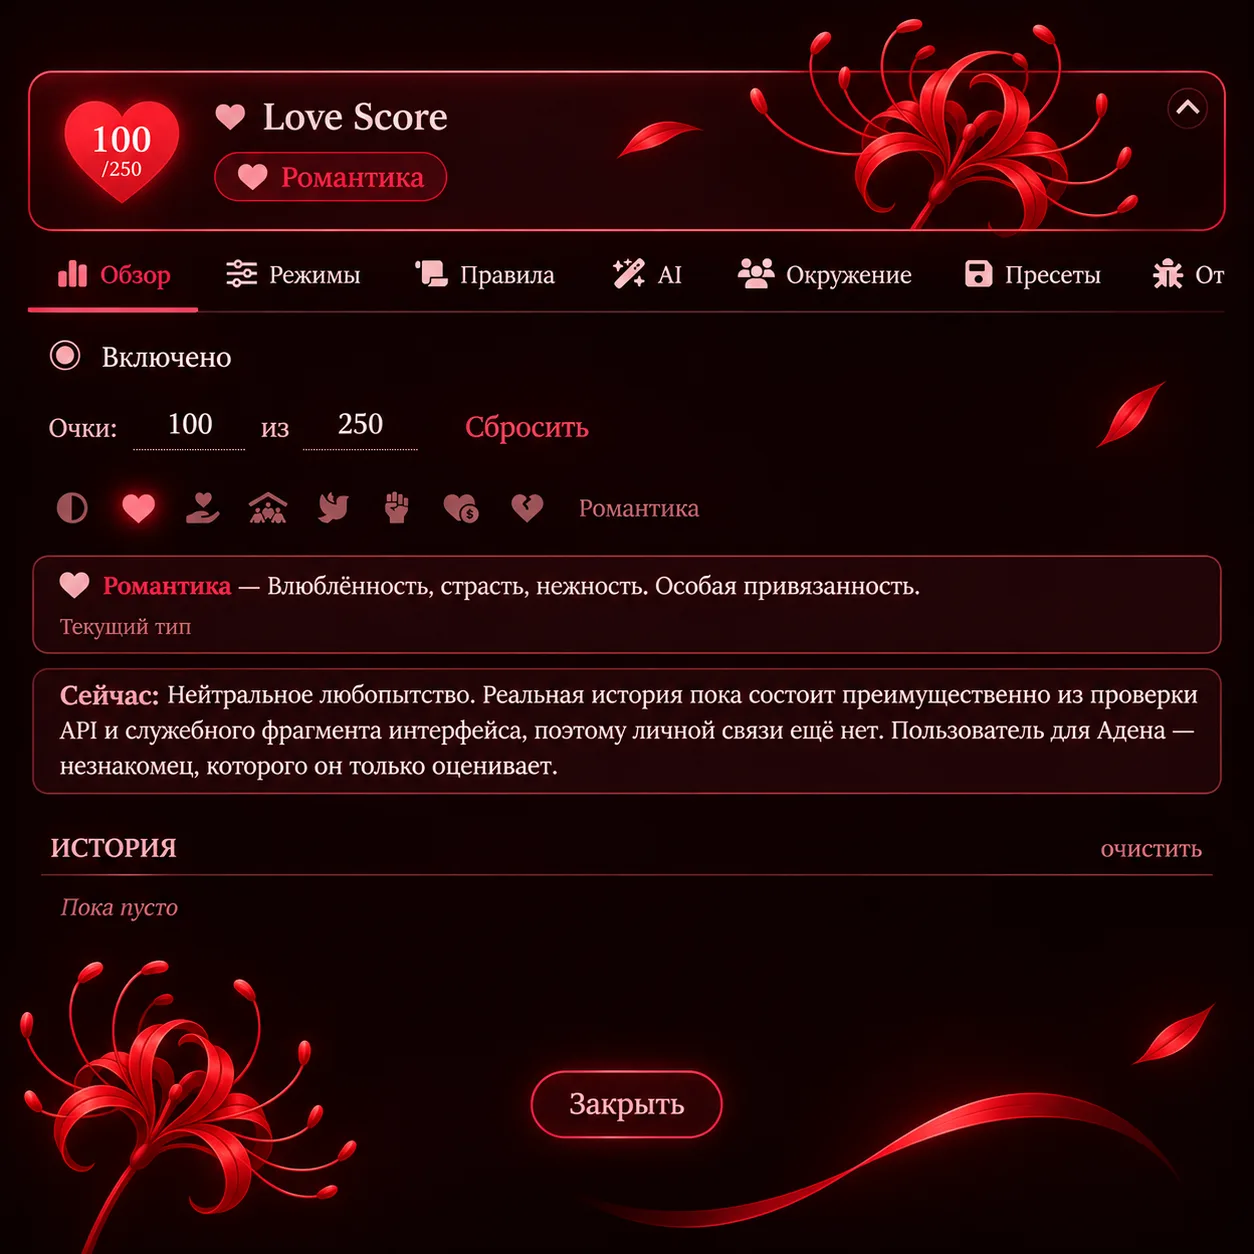 100
/250
Love Score
Романтика
Обзор Режимы Правила AI Окружение Пресеты От
Включено
Очки: 100 из 250 Сбросить
$ Романтика
Романтика — Влюблённость, страсть, нежность. Особая привязанность.
Текущий тип
Сейчас: Нейтральное любопытство. Реальная история пока состоит преимущественно из проверки
API и служебного фрагмента интерфейса, поэтому личной связи ещё нет. Пользователь для Адена —
незнакомец, которого он только оценивает.
ИСТОРИЯ очистить
Пока пусто
Закрыть